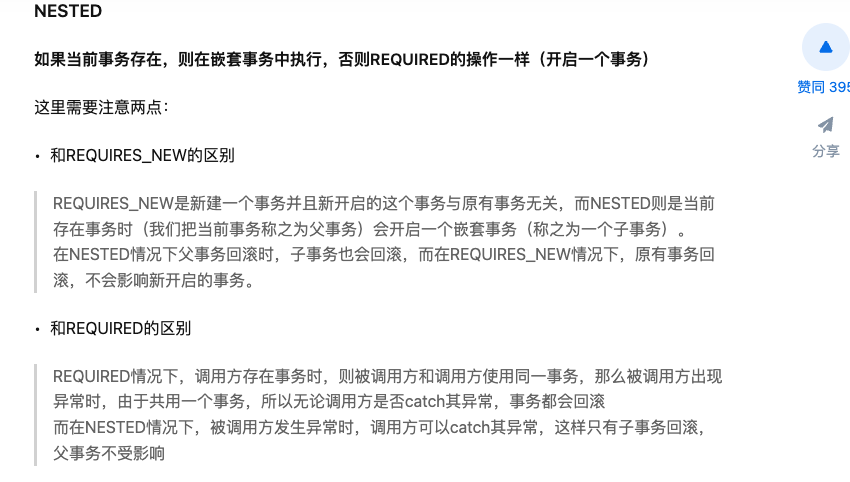 NESTED
如果当前事务存在，则在嵌套事务中执行，否则REQUIRED的操作一样（开启一个事务）
这里需要注意两点：
• 和REQUIRES_NEW的区别
REQUIRES_NEW是新建一个事务并且新开启的这个事务与原有事务无关，而NESTED则是当前
存在事务时（我们把当前事务称之为父事务）会开启一个嵌套事务（称之为一个子事务）。
在NESTED情况下父事务回滚时，子事务也会回滚，而在REQUIRES_NEW情况下，原有事务回
滚，不会影响新开启的事务。
• 和REQUIRED的区别
REQUIRED情况下，调用方存在事务时，则被调用方和调用方使用同一事务，那么被调用方出现
异常时，由于共用一个事务，所以无论调用方是否catch其异常，事务都会回滚
而在NESTED情况下，被调用方发生异常时，调用方可以catch其异常，这样只有子事务回滚，
父事务不受影响
赞同 395
分享